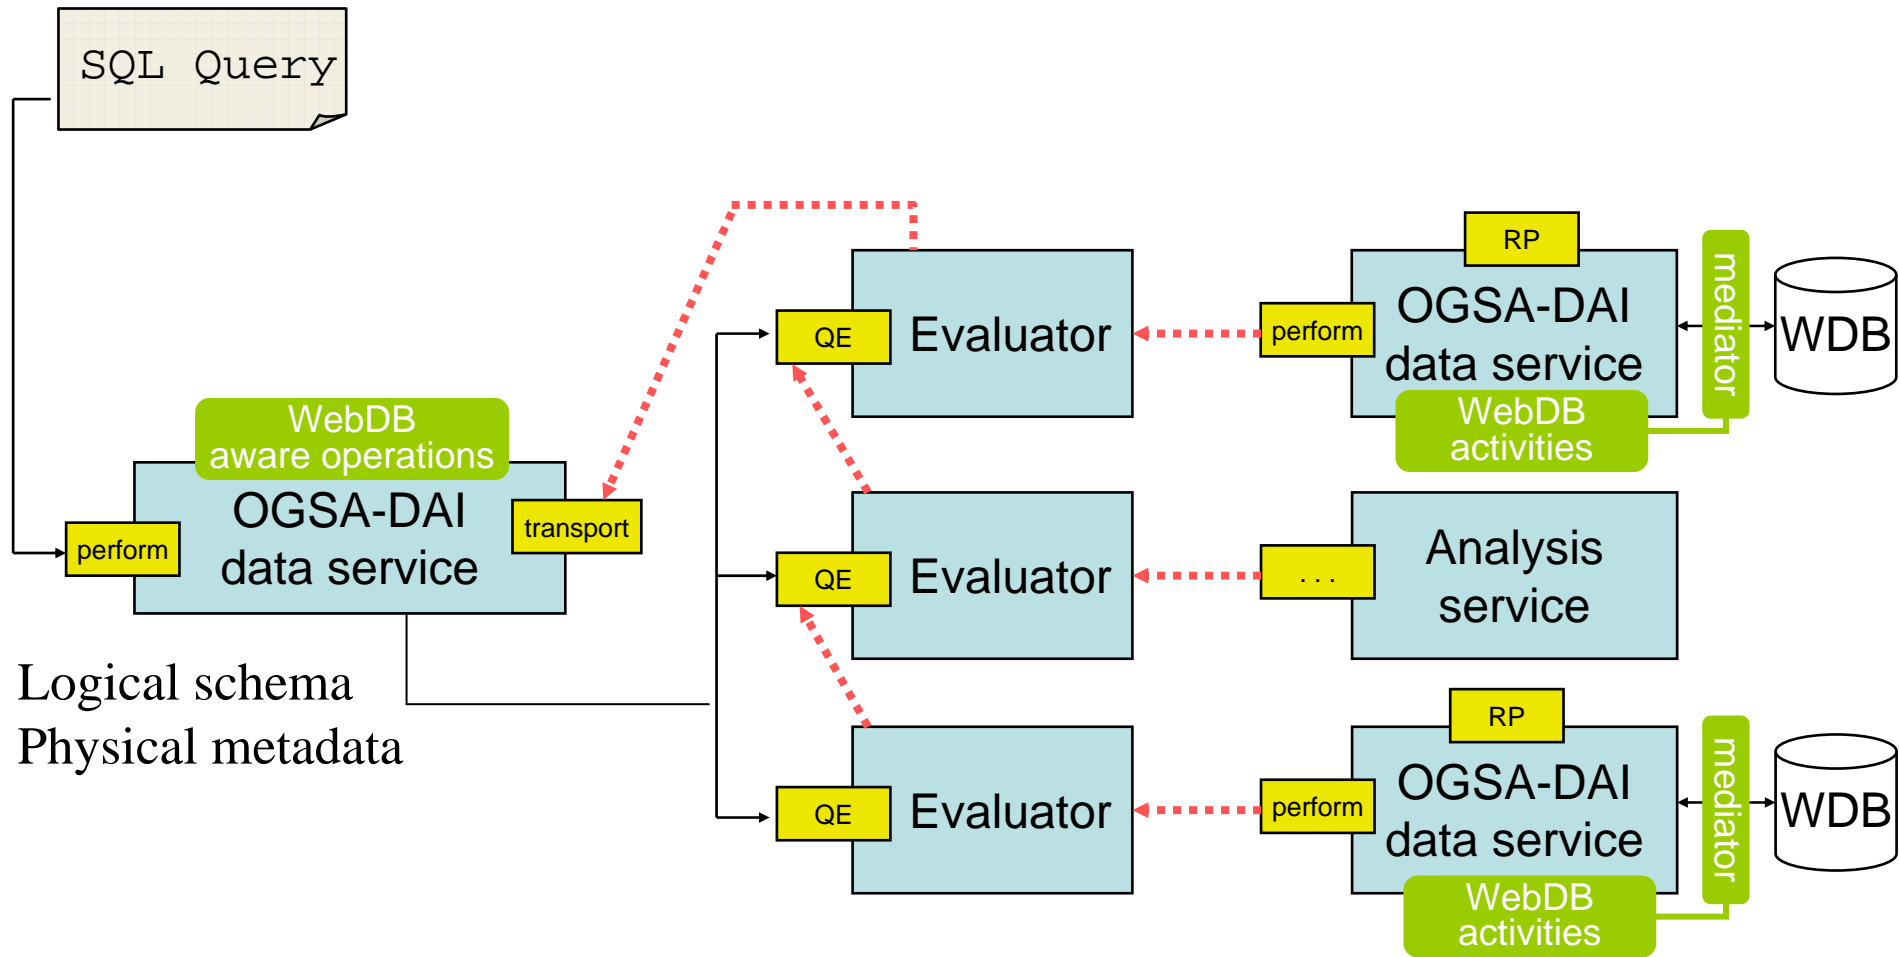 SQL Query
WebDB
aware operations
OGSA-DAI
data service
perform
transport
Logical schema
Physical metadata
QE
Evaluator
perform
RP
OGSA-DAI
data service
WebDB
activities
mediator
WDB
QE
Evaluator
. . .
Analysis
service
QE
Evaluator
perform
RP
OGSA-DAI
data service
WebDB
activities
mediator
WDB